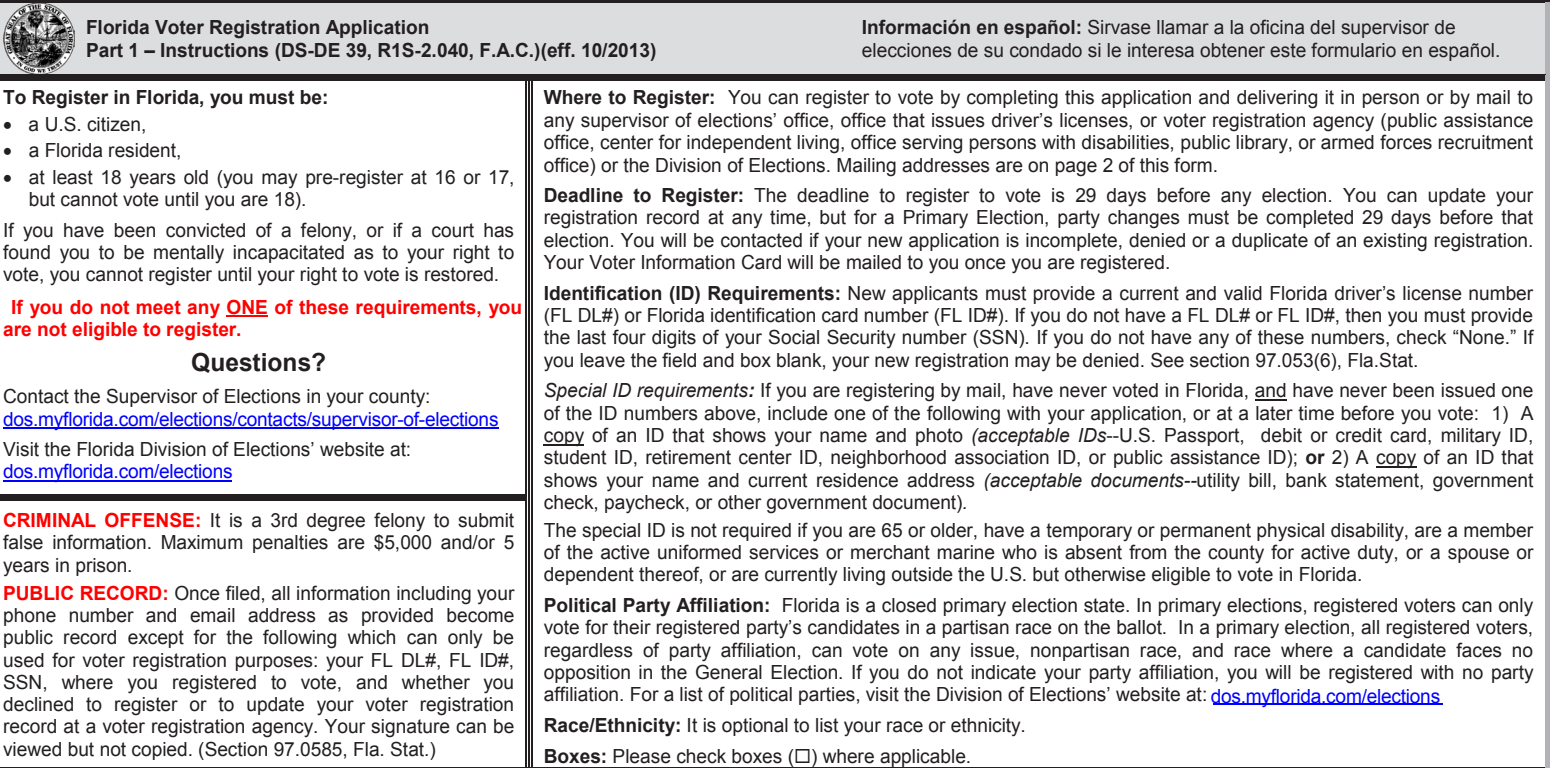 Florida Voter Registration Application
Part 1 – Instructions (DS-DE 39, R1S-2.040, F.A.C.)(eff. 10/2013)
Información en español: Sirvase llamar a la oficina del supervisor de
elecciones de su condado si le interesa obtener este formulario en español.
To Register in Florida, you must be:
• a U.S. citizen,
• a Florida resident,
• at least 18 years old (you may pre-register at 16 or 17,
but cannot vote until you are 18).
If you have been convicted of a felony, or if a court has
found you to be mentally incapacitated as to your right to
vote, you cannot register until your right to vote is restored.
If you do not meet any ONE of these requirements, you
are not eligible to register.
Questions?
Contact the Supervisor of Elections in your county:
dos.myflorida.com/elections/contacts/supervisor-of-elections
Visit the Florida Division of Elections’ website at:
dos.myflorida.com/elections
CRIMINAL OFFENSE: It is a 3rd degree felony to submit
false information. Maximum penalties are $5,000 and/or 5
years in prison.
PUBLIC RECORD: Once filed, all information including your
phone number and email address as provided become
public record except for the following which can only be
used for voter registration purposes: your FL DL#, FL ID#,
SSN, where you registered to vote, and whether you
declined to register or to update your voter registration
record at a voter registration agency. Your signature can be
viewed but not copied. (Section 97.0585, Fla. Stat.)
Where to Register: You can register to vote by completing this application and delivering it in person or by mail to
any supervisor of elections’ office, office that issues driver’s licenses, or voter registration agency (public assistance
office, center for independent living, office serving persons with disabilities, public library, or armed forces recruitment
office) or the Division of Elections. Mailing addresses are on page 2 of this form.
Deadline to Register: The deadline to register to vote is 29 days before any election. You can update your
registration record at any time, but for a Primary Election, party changes must be completed 29 days before that
election. You will be contacted if your new application is incomplete, denied or a duplicate of an existing registration.
Your Voter Information Card will be mailed to you once you are registered.
Identification (ID) Requirements: New applicants must provide a current and valid Florida driver’s license number
(FL DL#) or Florida identification card number (FL ID#). If you do not have a FL DL# or FL ID#, then you must provide
the last four digits of your Social Security number (SSN). If you do not have any of these numbers, check “None.” If
you leave the field and box blank, your new registration may be denied. See section 97.053(6), Fla.Stat.
Special ID requirements: If you are registering by mail, have never voted in Florida, and have never been issued one
of the ID numbers above, include one of the following with your application, or at a later time before you vote: 1) A
copy of an ID that shows your name and photo (acceptable IDs--U.S. Passport, debit or credit card, military ID,
student ID, retirement center ID, neighborhood association ID, or public assistance ID); or 2) A copy of an ID that
shows your name and current residence address (acceptable documents--utility bill, bank statement, government
check, paycheck, or other government document).
The special ID is not required if you are 65 or older, have a temporary or permanent physical disability, are a member
of the active uniformed services or merchant marine who is absent from the county for active duty, or a spouse or
dependent thereof, or are currently living outside the U.S. but otherwise eligible to vote in Florida.
Political Party Affiliation: Florida is a closed primary election state. In primary elections, registered voters can only
vote for their registered party’s candidates in a partisan race on the ballot. In a primary election, all registered voters,
regardless of party affiliation, can vote on any issue, nonpartisan race, and race where a candidate faces no
opposition in the General Election. If you do not indicate your party affiliation, you will be registered with no party
affiliation. For a list of political parties, visit the Division of Elections’ website at: dos.myflorida.com/elections
Race/Ethnicity: It is optional to list your race or ethnicity.
Boxes: Please check boxes (☐) where applicable.